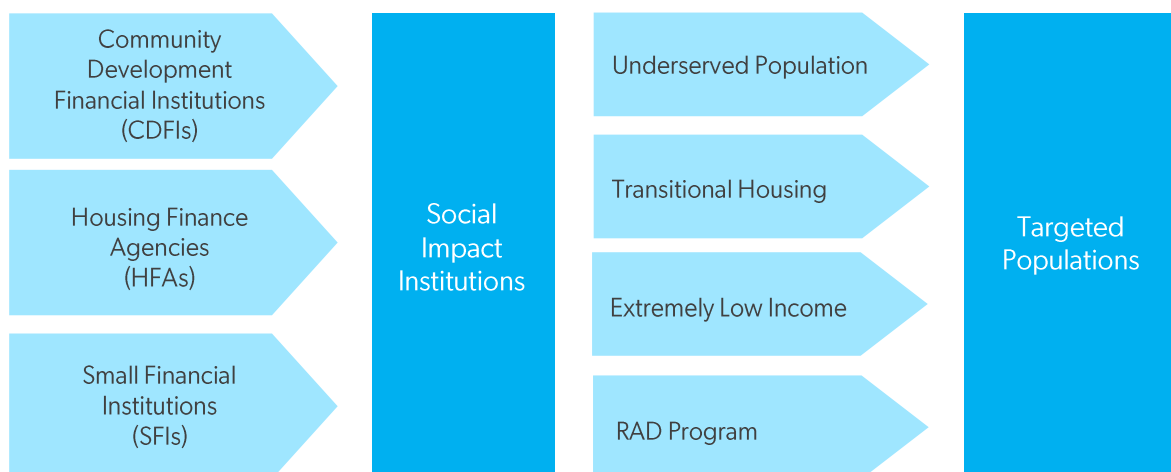 Community
Development
Financial Institutions
(CDFIs)
Housing Finance
Agencies
(HFAs)
Small Financial
Institutions
(SFIs)
Social
Impact
Institutions
Underserved Population
Transitional Housing
Extremely Low Income
RAD Program
Targeted
Populations